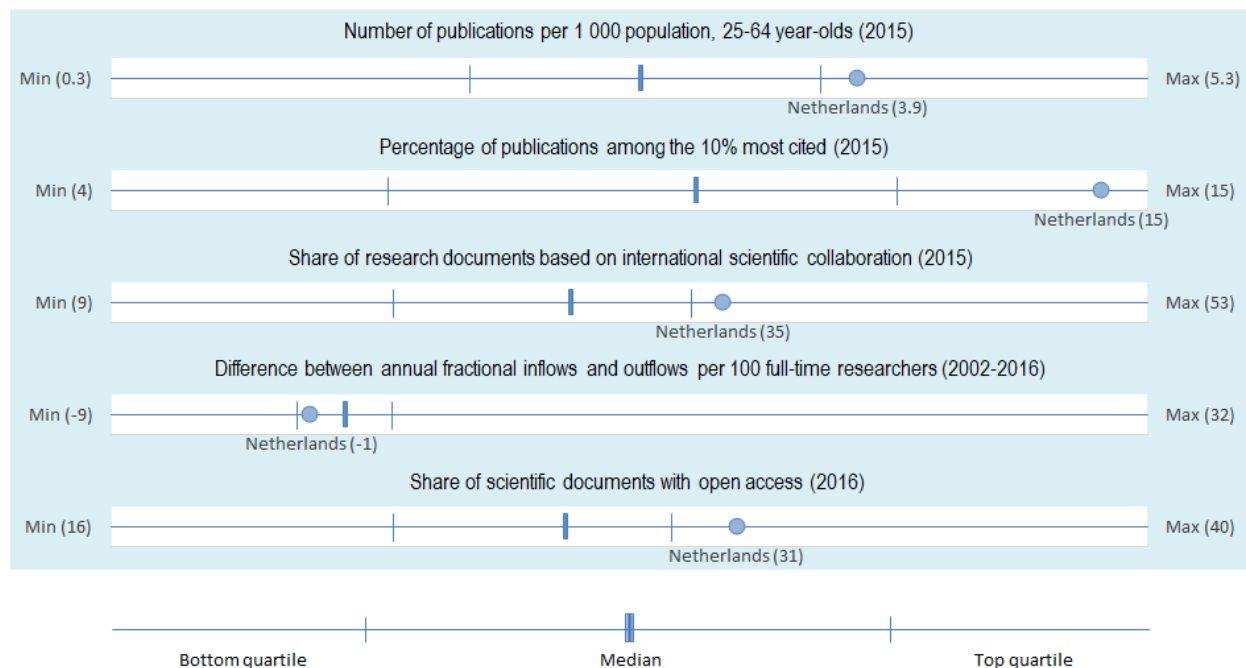 Number of publications per 1 000 population, 25-64 year-olds (2015)
Min (0.3)
Max (5.3)
Netherlands (3.9)
Percentage of publications among the 10% most cited (2015)
Min (4)
Max (15)
Netherlands (15)
Share of research documents based on international scientific collaboration (2015)
Min (9)
Max (53)
Netherlands (35)
Difference between annual fractional inflows and outflows per 100 full-time researchers (2002-2016)
Min (-9)
Max (32)
Netherlands (-1)
Share of scientific documents with open access (2016)
Min (16)
Max (40)
Netherlands (31)
Bottom quartile
Median
Top quartile